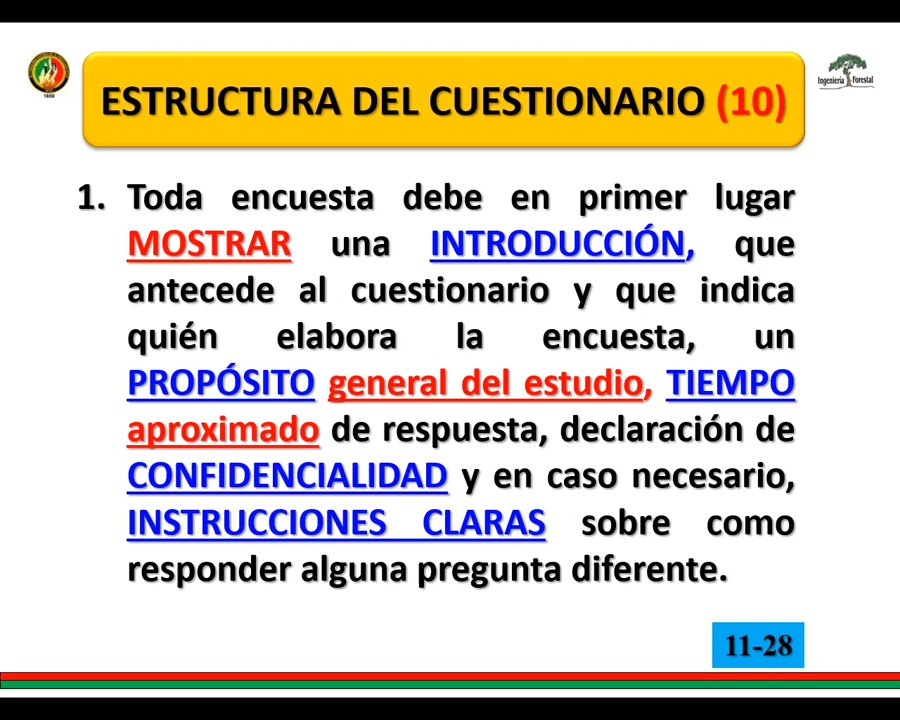 ESTRUCTURA DEL CUESTIONARIO (10)
Ingeniería Forestal
1859
1. Toda encuesta debe en primer lugar
MOSTRAR una INTRODUCCIÓN, que
antecede al cuestionario y que indica
quién elabora la encuesta, un
PROPÓSITO general del estudio, TIEMPO
aproximado de respuesta, declaración de
CONFIDENCIALIDAD y en caso necesario,
INSTRUCCIONES CLARAS sobre como
responder alguna pregunta diferente.
11-28